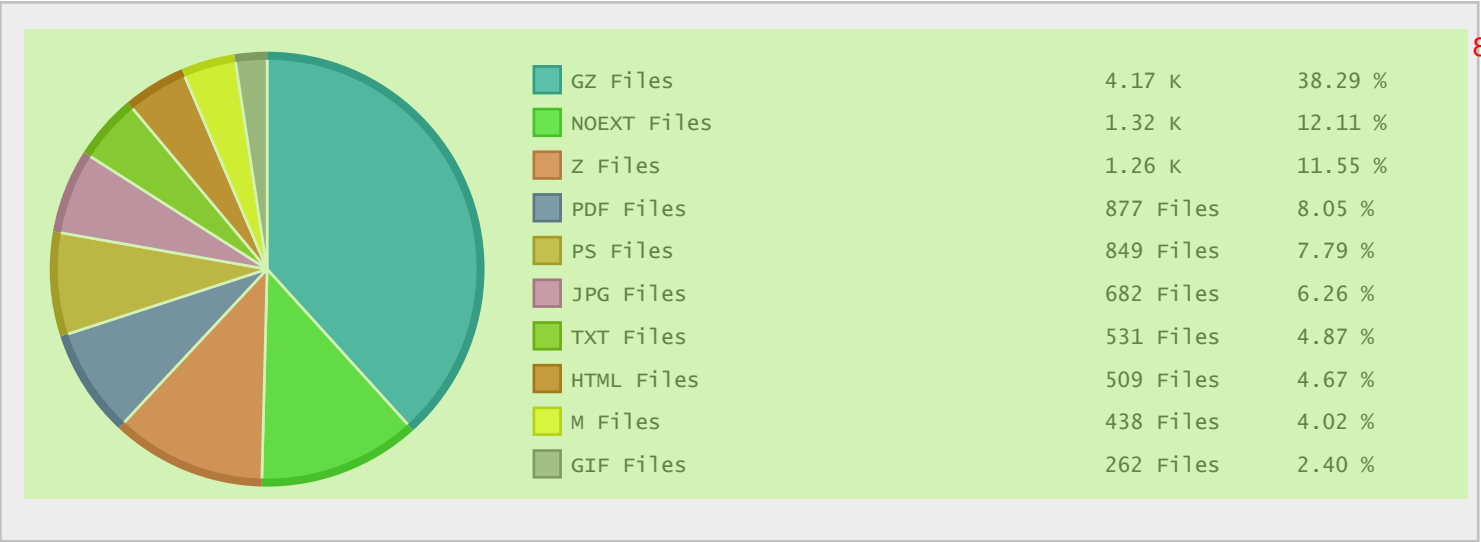 GZ Files 4.17 K 38.29 %
NOEXT Files 1.32 K 12.11 %
Z Files 1.26 K 11.55 %
PDF Files 877 Files 8.05 %
PS Files 849 Files 7.79 %
JPG Files 682 Files 6.26 %
TXT Files 531 Files 4.87 %
HTML Files 509 Files 4.67 %
M Files 438 Files 4.02 %
GIF Files 262 Files 2.40 %